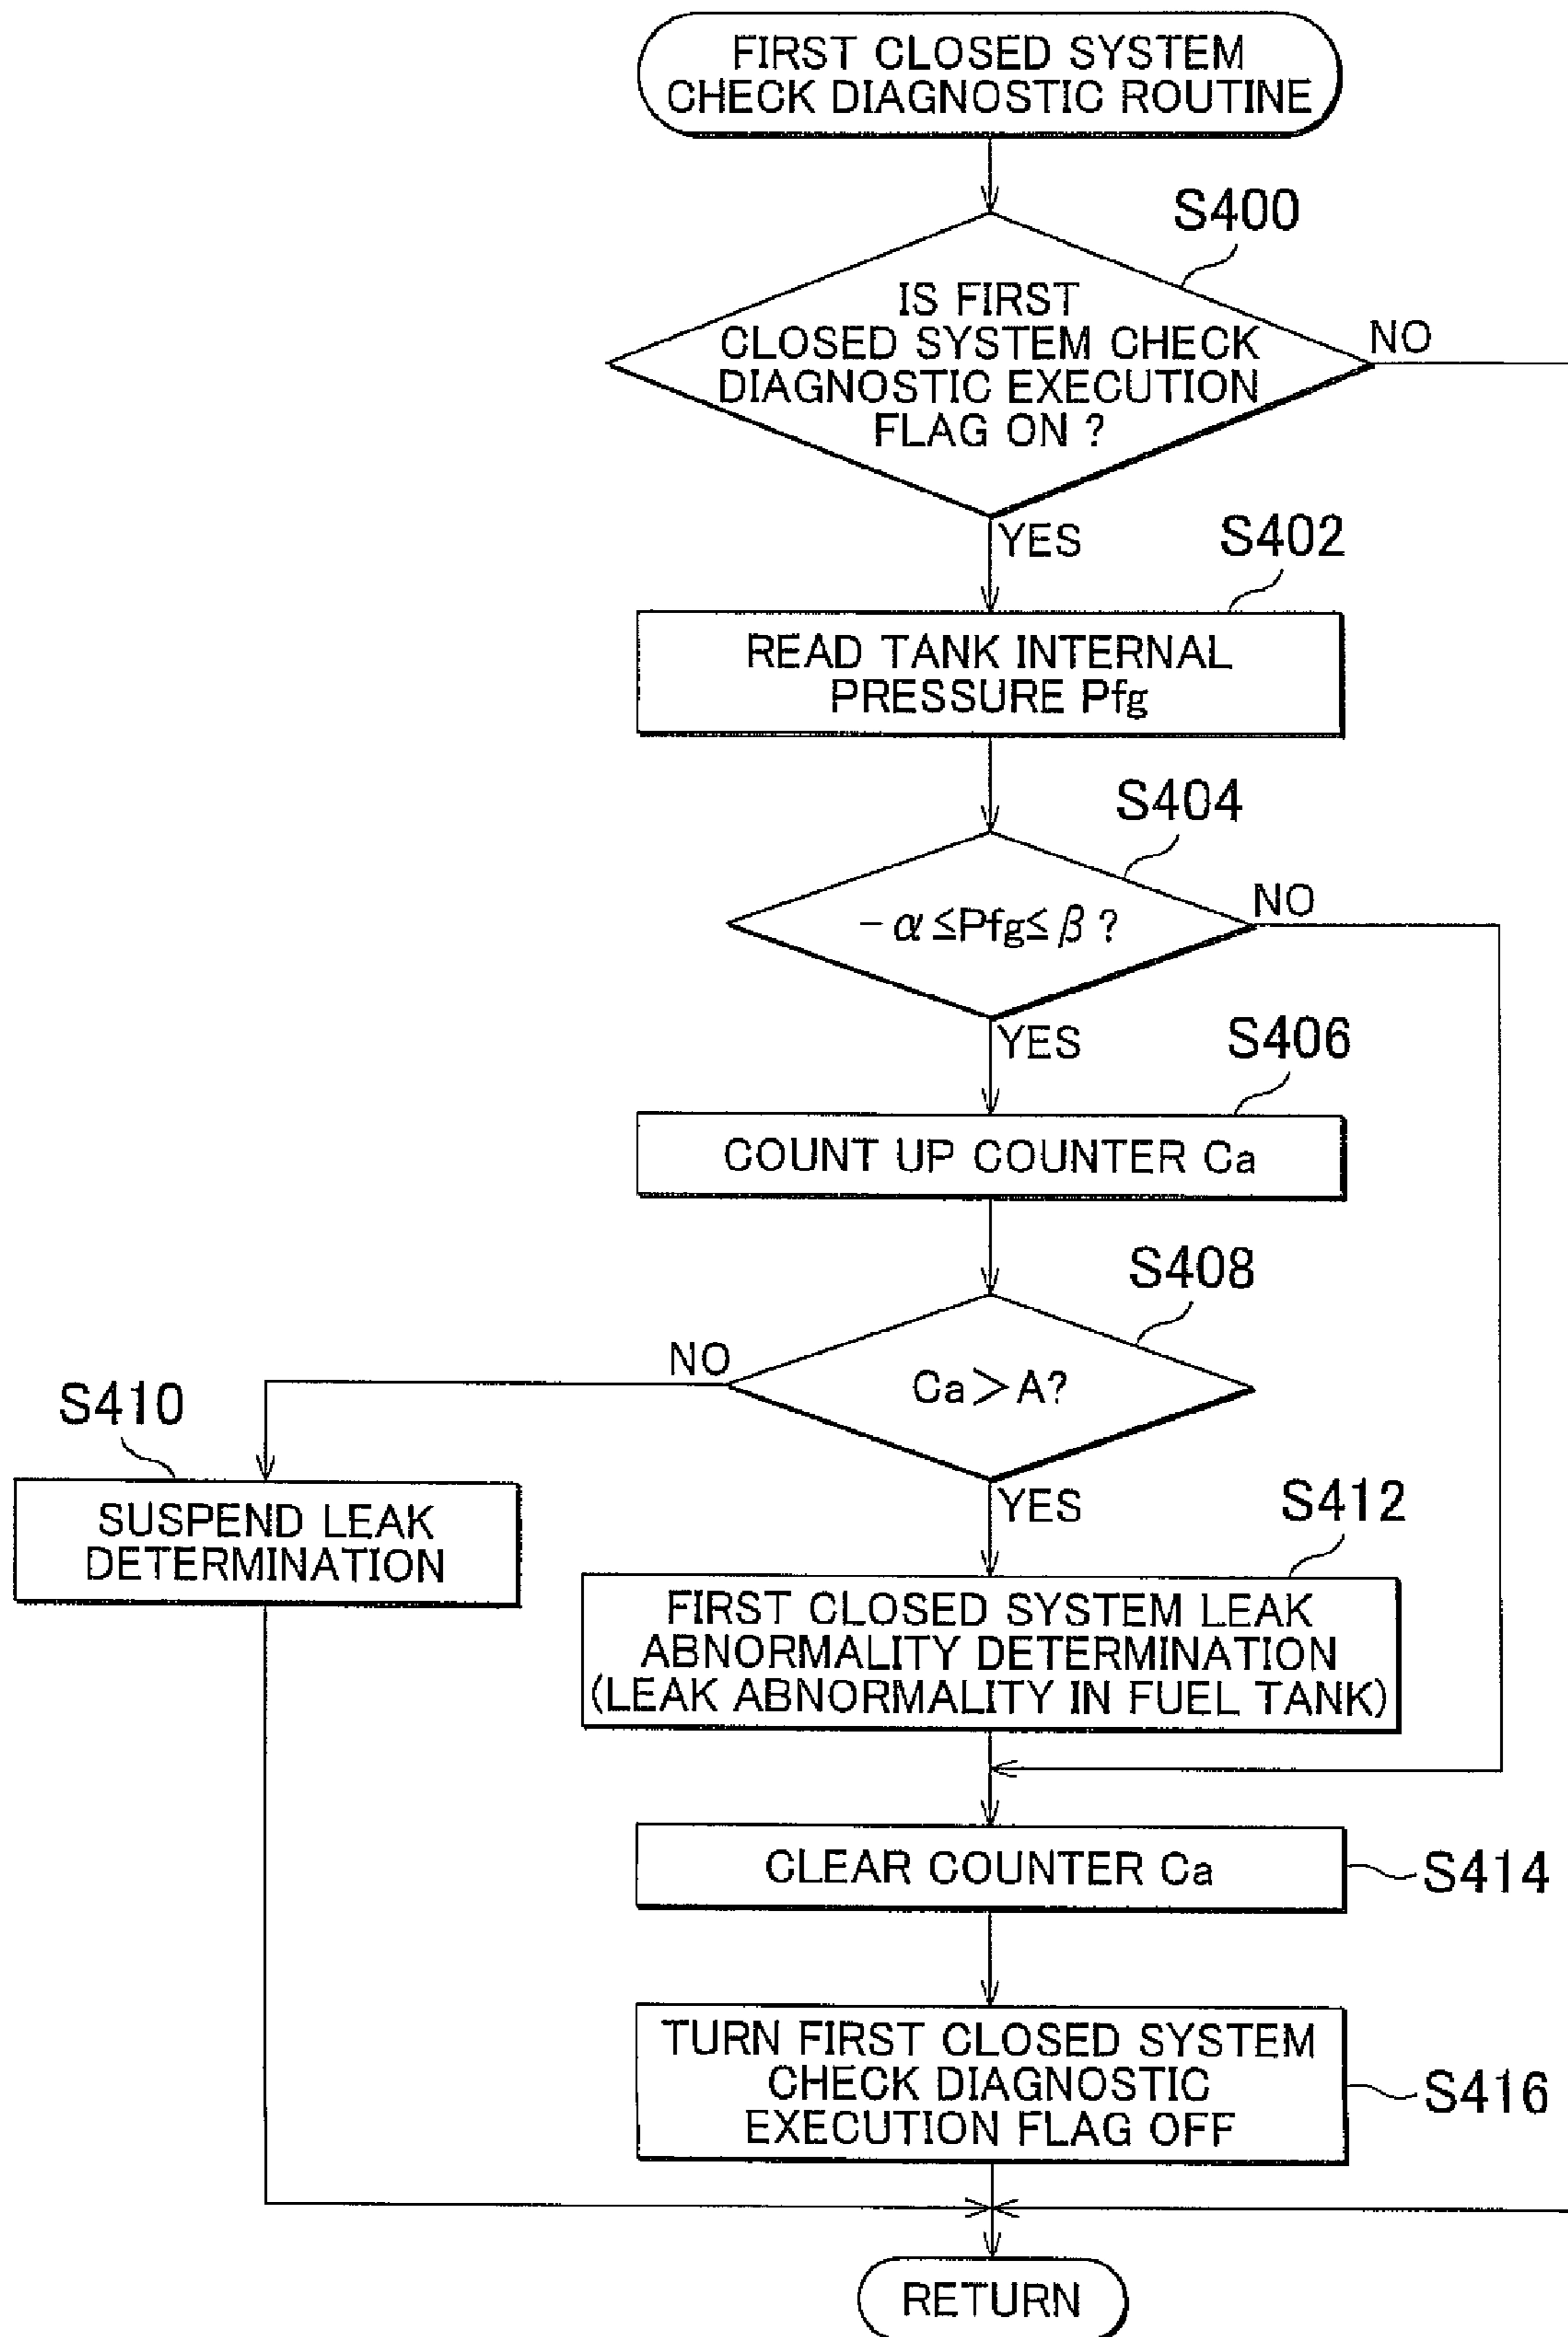 FIRST CLOSED SYSTEM
CHECK DIAGNOSTIC ROUTINE
S400
IS FIRST
CLOSED SYSTEM CHECK
DIAGNOSTIC EXECUTION
FLAG ON ?
NO
YES
S402
READ TANK INTERNAL
PRESSURE Pfg
S404
-α≤Pfg≤β?
NO
YES
S406
COUNT UP COUNTER Ca
S408
Ca>A?
NO
YES
S410
SUSPEND LEAK
DETERMINATION
S412
FIRST CLOSED SYSTEM LEAK
ABNORMALITY DETERMINATION
(LEAK ABNORMALITY IN FUEL TANK)
CLEAR COUNTER Ca
S414
TURN FIRST CLOSED SYSTEM
CHECK DIAGNOSTIC
EXECUTION FLAG OFF
S416
RETURN